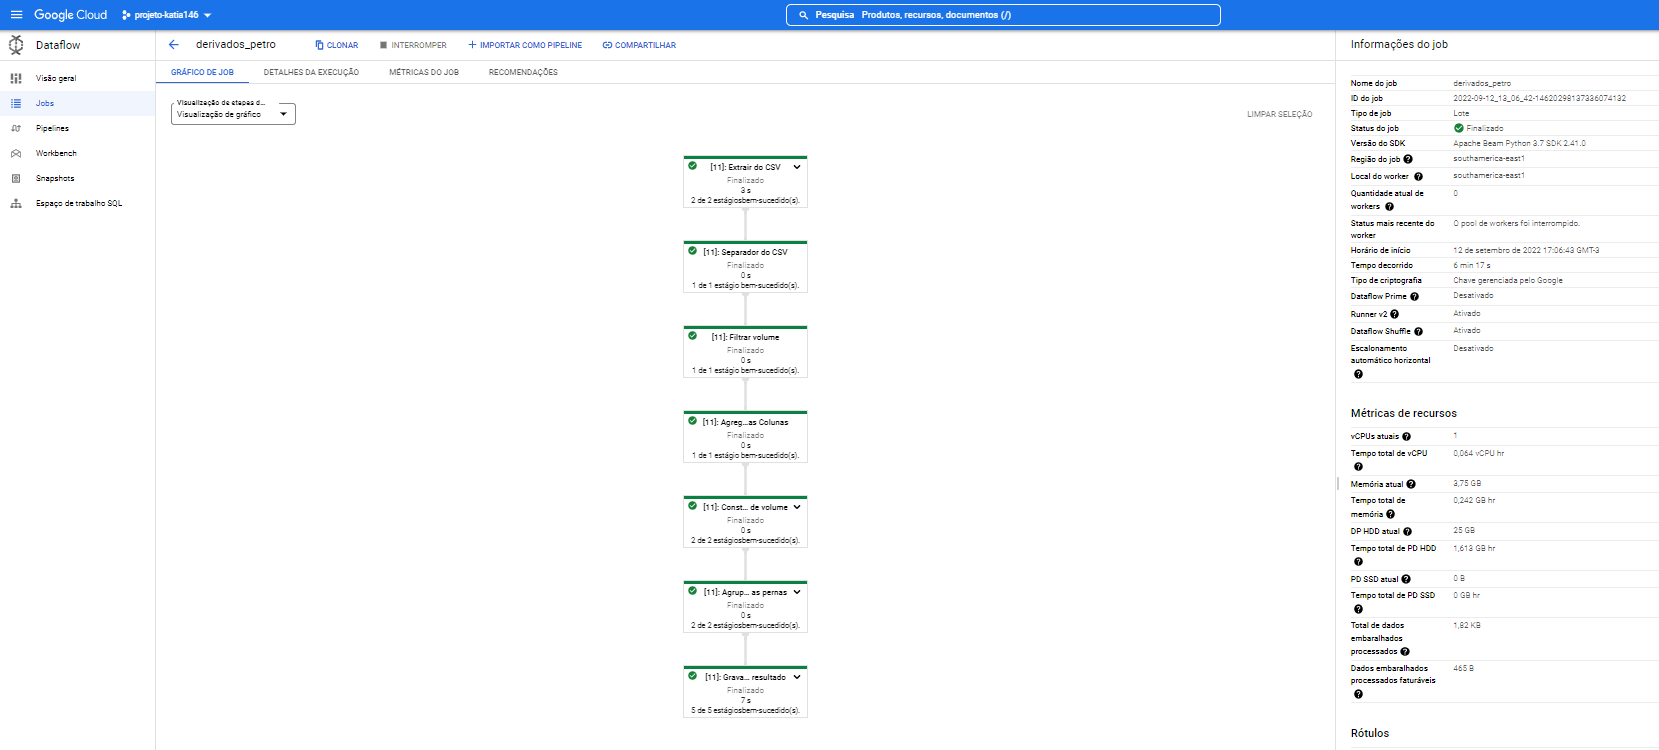 Google Cloud
projeto-katia146
Pesquisa Produtos, recursos, documentos (/)
Dataflow
Visão geral
Jobs
Pipelines
Workbench
Snapshots
Espaço de trabalho SQL
derivados_petro
CLONAR
INTERROMPER
IMPORTAR COMO PIPELINE
COMPARTILHAR
GRÁFICO DE JOB
DETALHES DA EXECUÇÃO
MÉTRICAS DO JOB
RECOMENDAÇÕES
Visualização de etapas d...
Visualização de gráfico
LIMPAR SELEÇÃO
[11]: Extrair do CSV
Finalizado
3 s
2 de 2 estágiosbem-sucedido(s).
[11]: Separador do CSV
Finalizado
0 s
1 de 1 estágio bem-sucedido(s).
[11]: Filtrar volume
Finalizado
0 s
1 de 1 estágio bem-sucedido(s).
[11]: Agreg...as Colunas
Finalizado
0 s
1 de 1 estágio bem-sucedido(s).
[11]: Const... de volume
Finalizado
0 s
2 de 2 estágiosbem-sucedido(s).
[11]: Agrup... as pernas
Finalizado
0 s
2 de 2 estágiosbem-sucedido(s).
[11]: Grava... resultado
Finalizado
7 s
5 de 5 estágiosbem-sucedido(s).
Informações do job
Nome do job derivados_petro
ID do job 2022-09-12_13_06_42-14620298137336074132
Tipo de job Lote
Status do job Finalizado
Versão do SDK Apache Beam Python 3.7 SDK 2.41.0
Região do job southamerica-east1
Local do worker southamerica-east1
Quantidade atual de 0
workers
Status mais recente do O pool de workers foi interrompido.
worker
Horário de início 12 de setembro de 2022 17:06:43 GMT-3
Tempo decorrido 6 min 17 s
Tipo de criptografia Chave gerenciada pelo Google
Dataflow Prime Desativado
Runner v2 Ativado
Dataflow Shuffle Ativado
Escalonamento Desativado
automático horizontal
Métricas de recursos
vCPUs atuais 1
Tempo total de vCPU 0,064 vCPU hr
Memória atual 3,75 GB
Tempo total de 0,242 GB hr
memória
DP HDD atual 25 GB
Tempo total de PD HDD 1,613 GB hr
PD SSD atual 0 B
Tempo total de PD SSD 0 GB hr
Total de dados 1,82 KB
embaralhados
processados
Dados embaralhados 465 B
processados faturáveis
Rótulos